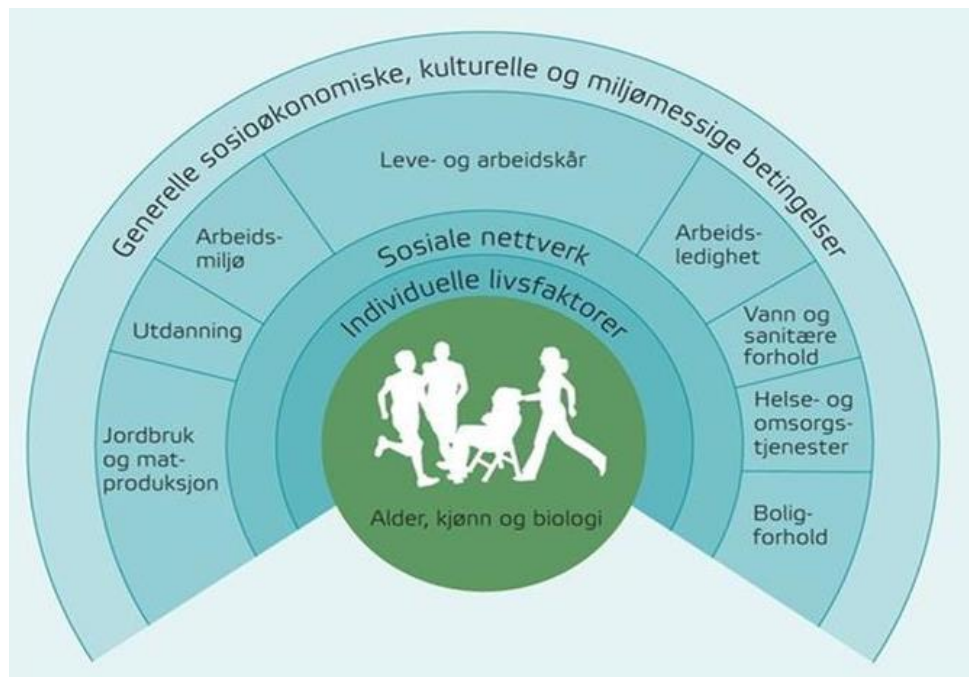 Generelle sosioøkonomiske, kulturelle og miljømessige betingelser
Leve- og arbeidskår
Arbeids-
miljø
Utdanning
Jordbruk
og mat-
produksjon
Arbeids-
ledighet
Vann og
sanitære
forhold
Helse- og
omsorgs-
tjenester
Bolig-
forhold
Sosiale nettverk
Individuelle livsfaktorer
Alder, kjønn og biologi